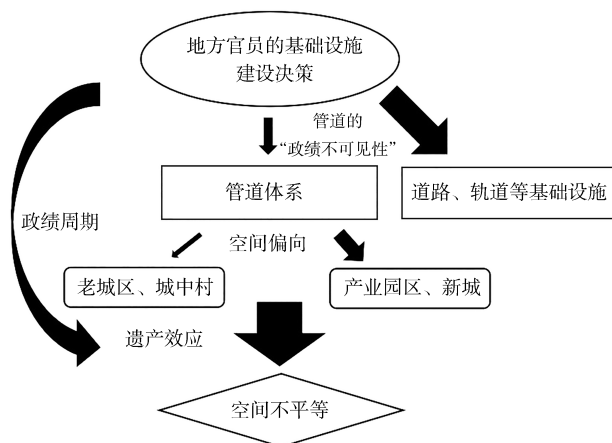 地方官员的基础设施
建设决策
管道的
“政绩不可见性”
管道体系
道路、轨道等基础设施
政绩周期
空间偏向
老城区、城中村
产业园区、新城
遗产效应
空间不平等